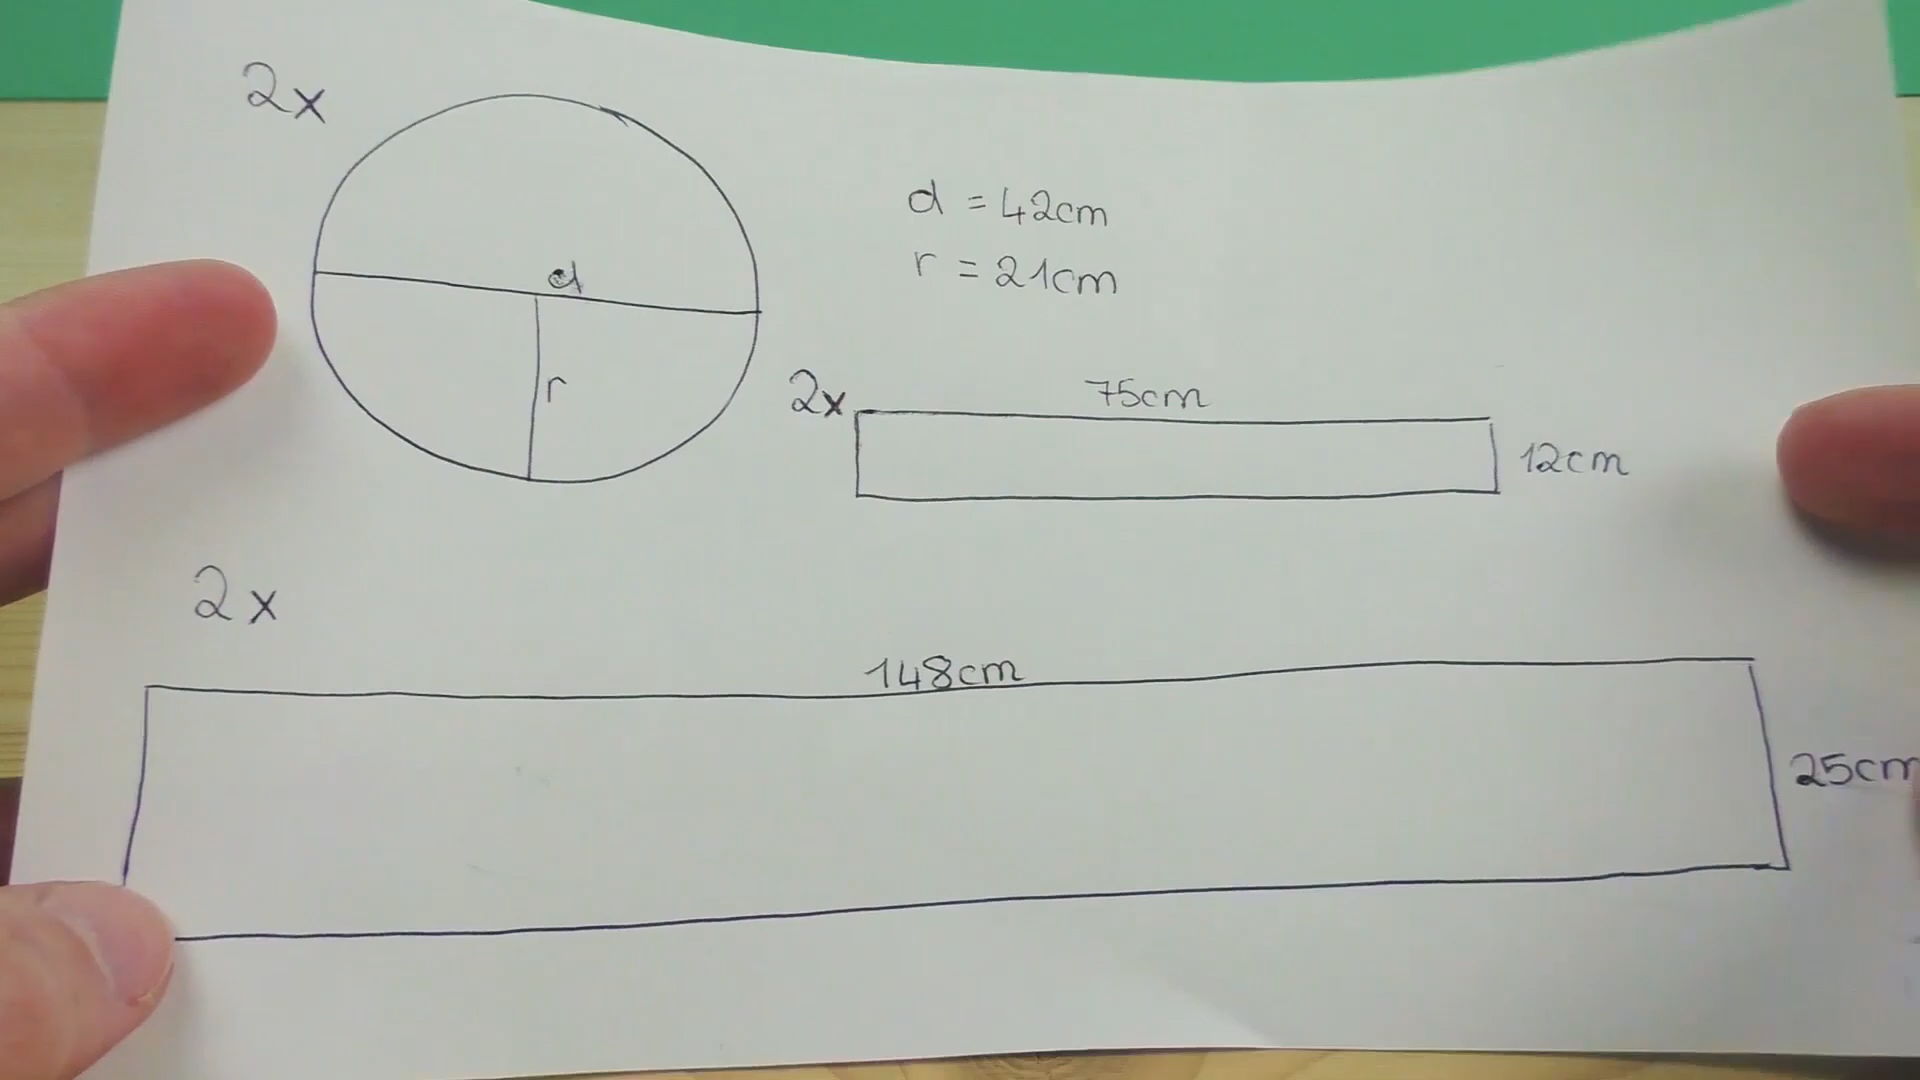 2x
d = 42cm
r = 21cm
d
r
2x
75cm
12cm
2x
148cm
25cm